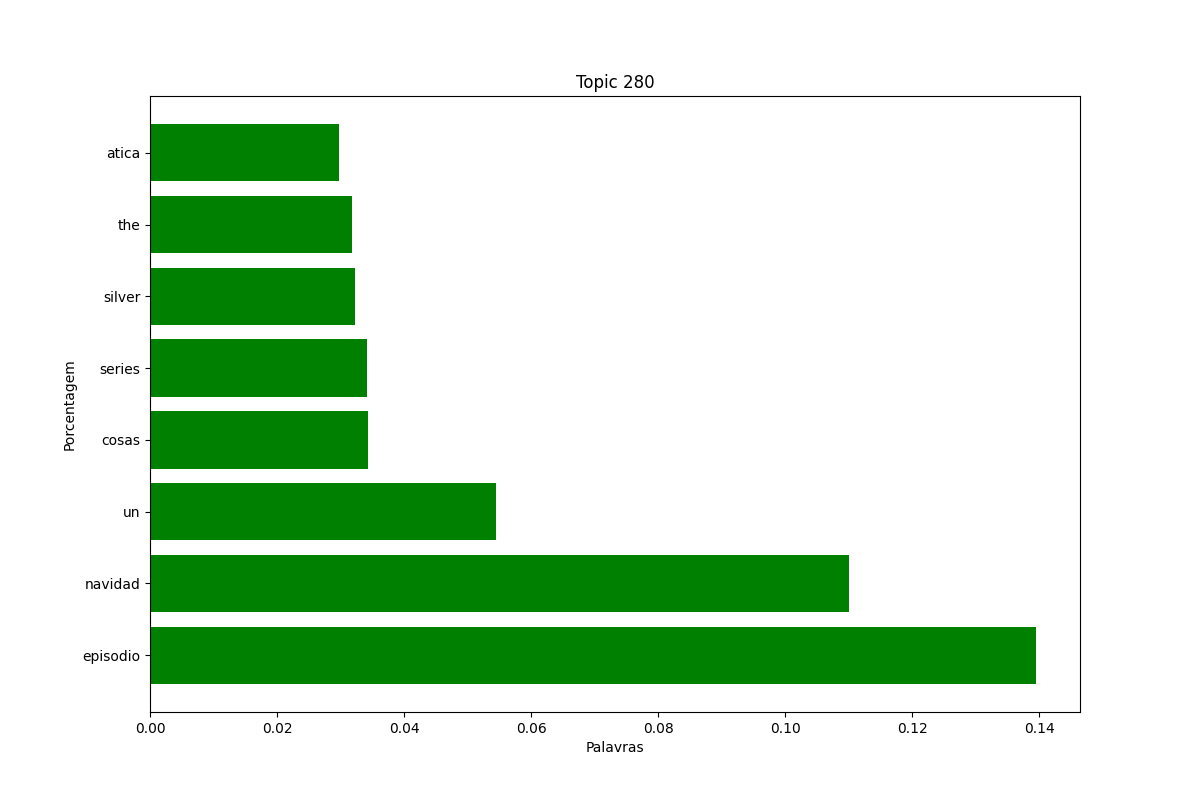 Topic 280
atica
the
silver
series
cosas
un
navidad
episodio
Porcentagem
0.00 0.02 0.04 0.06 0.08 0.10 0.12 0.14
Palavras